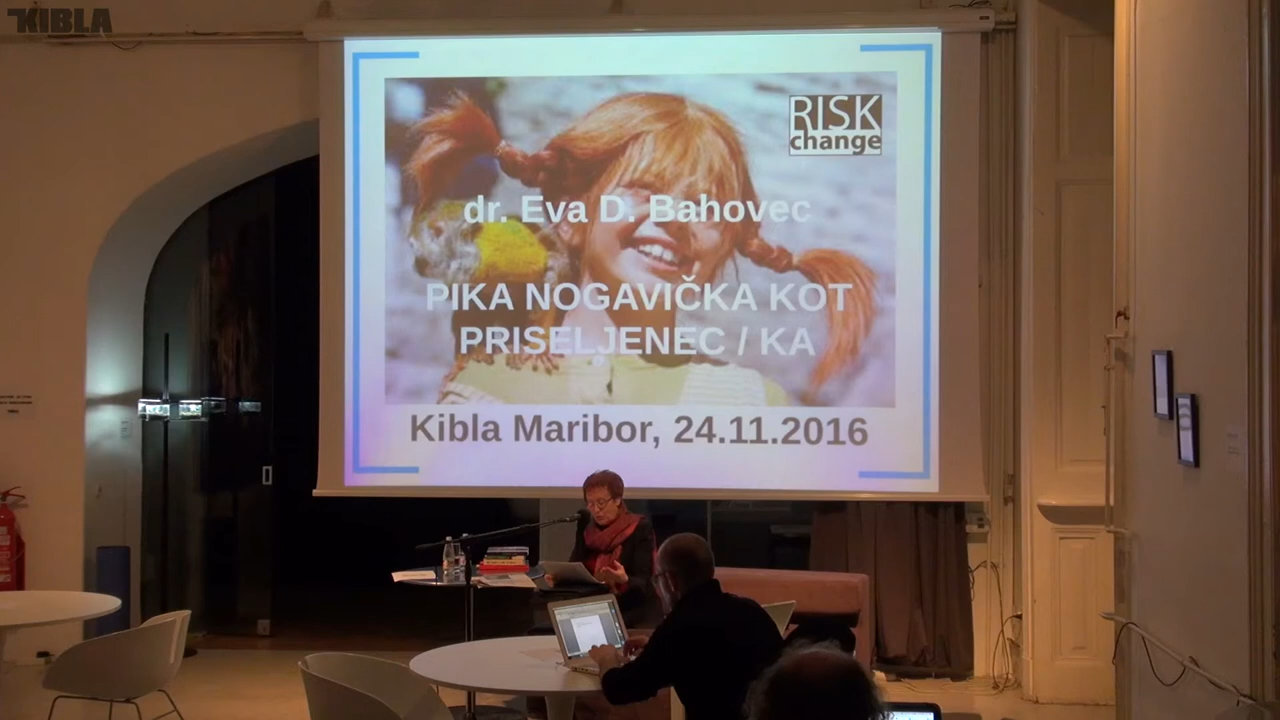 KIBLA
RISK
change
dr. Eva D. Bahovec
PIKA NOGAVIČKA KOT
PRISELJENEC / KA
Kibla Maribor, 24.11.2016